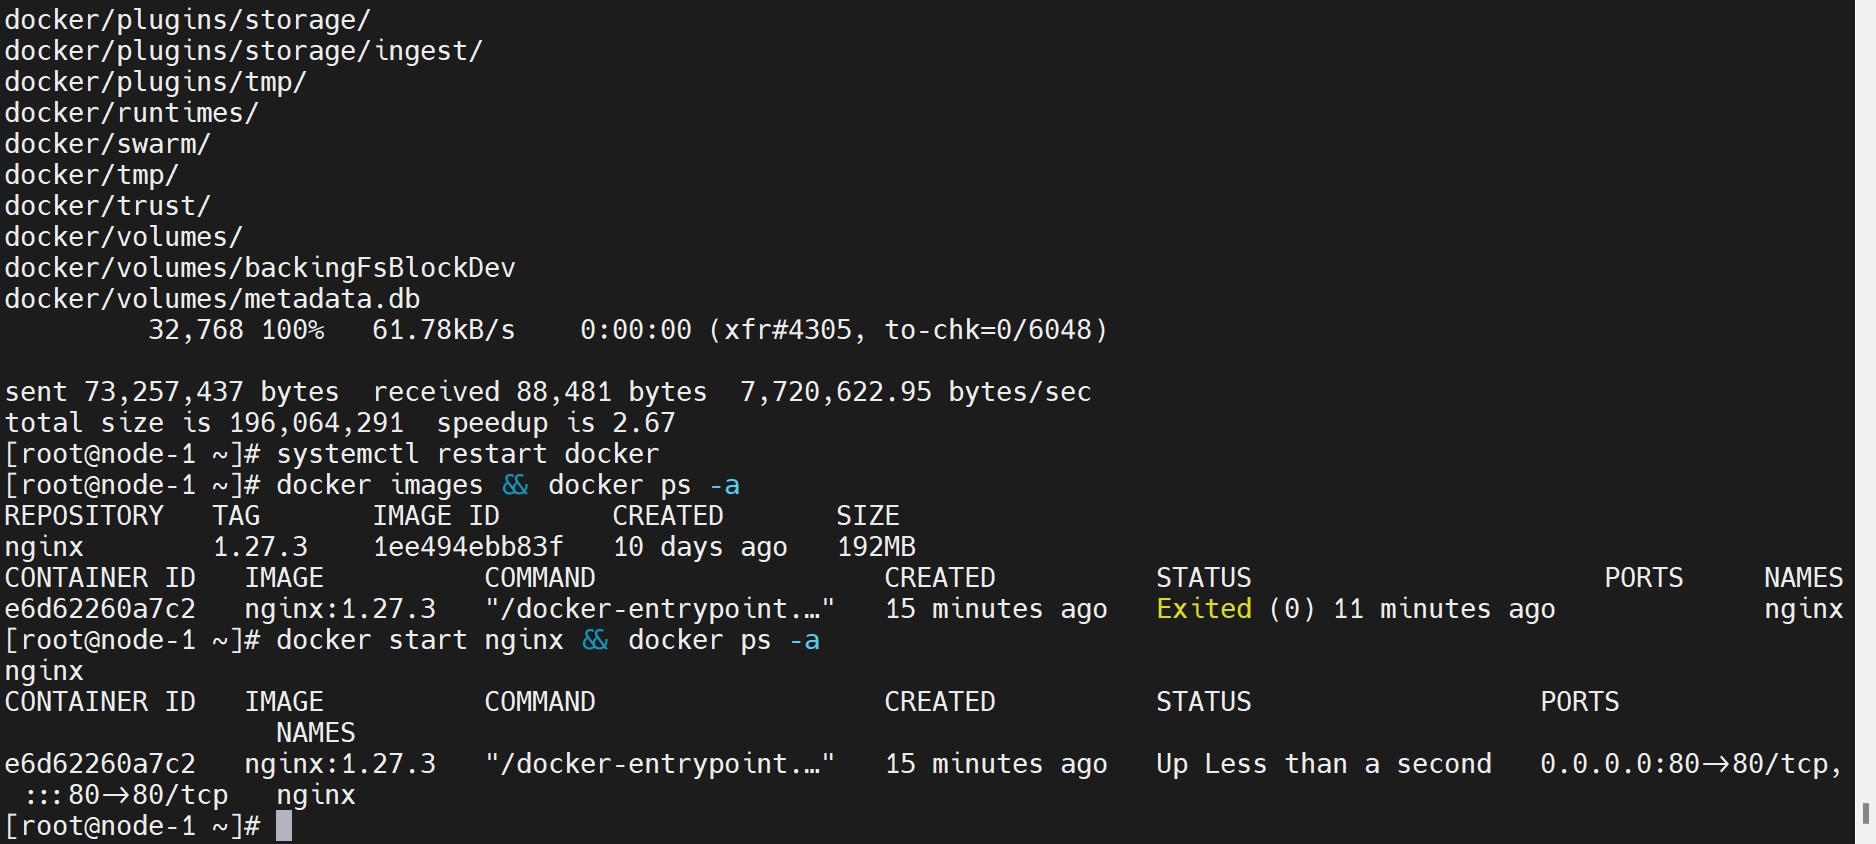 docker/plugins/storage/
docker/plugins/storage/ingest/
docker/plugins/tmp/
docker/runtimes/
docker/swarm/
docker/tmp/
docker/trust/
docker/volumes/
docker/volumes/backingFsBlockDev
docker/volumes/metadata.db
         32,768 100%   61.78kB/s    0:00:00 (xfr#4305, to-chk=0/6048)

sent 73,257,437 bytes  received 88,481 bytes  7,720,622.95 bytes/sec
total size is 196,064,291  speedup is 2.67
[root@node-1 ~]# systemctl restart docker
[root@node-1 ~]# docker images && docker ps -a
REPOSITORY   TAG       IMAGE ID       CREATED       SIZE
nginx        1.27.3    1ee494ebb83f   10 days ago   192MB
CONTAINER ID   IMAGE          COMMAND                  CREATED          STATUS                      PORTS     NAMES
e6d62260a7c2   nginx:1.27.3   "/docker-entrypoint.…"   15 minutes ago   Exited (0) 11 minutes ago             nginx
[root@node-1 ~]# docker start nginx && docker ps -a
nginx
CONTAINER ID   IMAGE          COMMAND                  CREATED          STATUS                  PORTS
                 NAMES
e6d62260a7c2   nginx:1.27.3   "/docker-entrypoint.…"   15 minutes ago   Up Less than a second   0.0.0.0:80->80/tcp,
 :::80->80/tcp   nginx
[root@node-1 ~]#